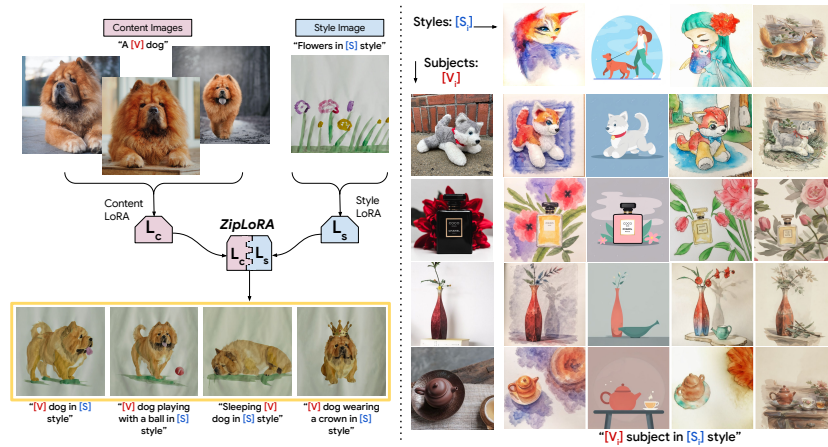 Content Images
Style Image
"A [V] dog"
"Flowers in [S] style"
Content
LoRA
Style
LoRA
ZipLoRA
Lc
Ls
Lc
Ls
"[V] dog in [S]
style"
"[V] dog playing
with a ball in [S]
style"
"Sleeping [V]
dog in [S] style"
"[V] dog wearing
a crown in [S]
style"
Styles: [Si]
Subjects:
[Vi]
"[Vi] subject in [Si] style"